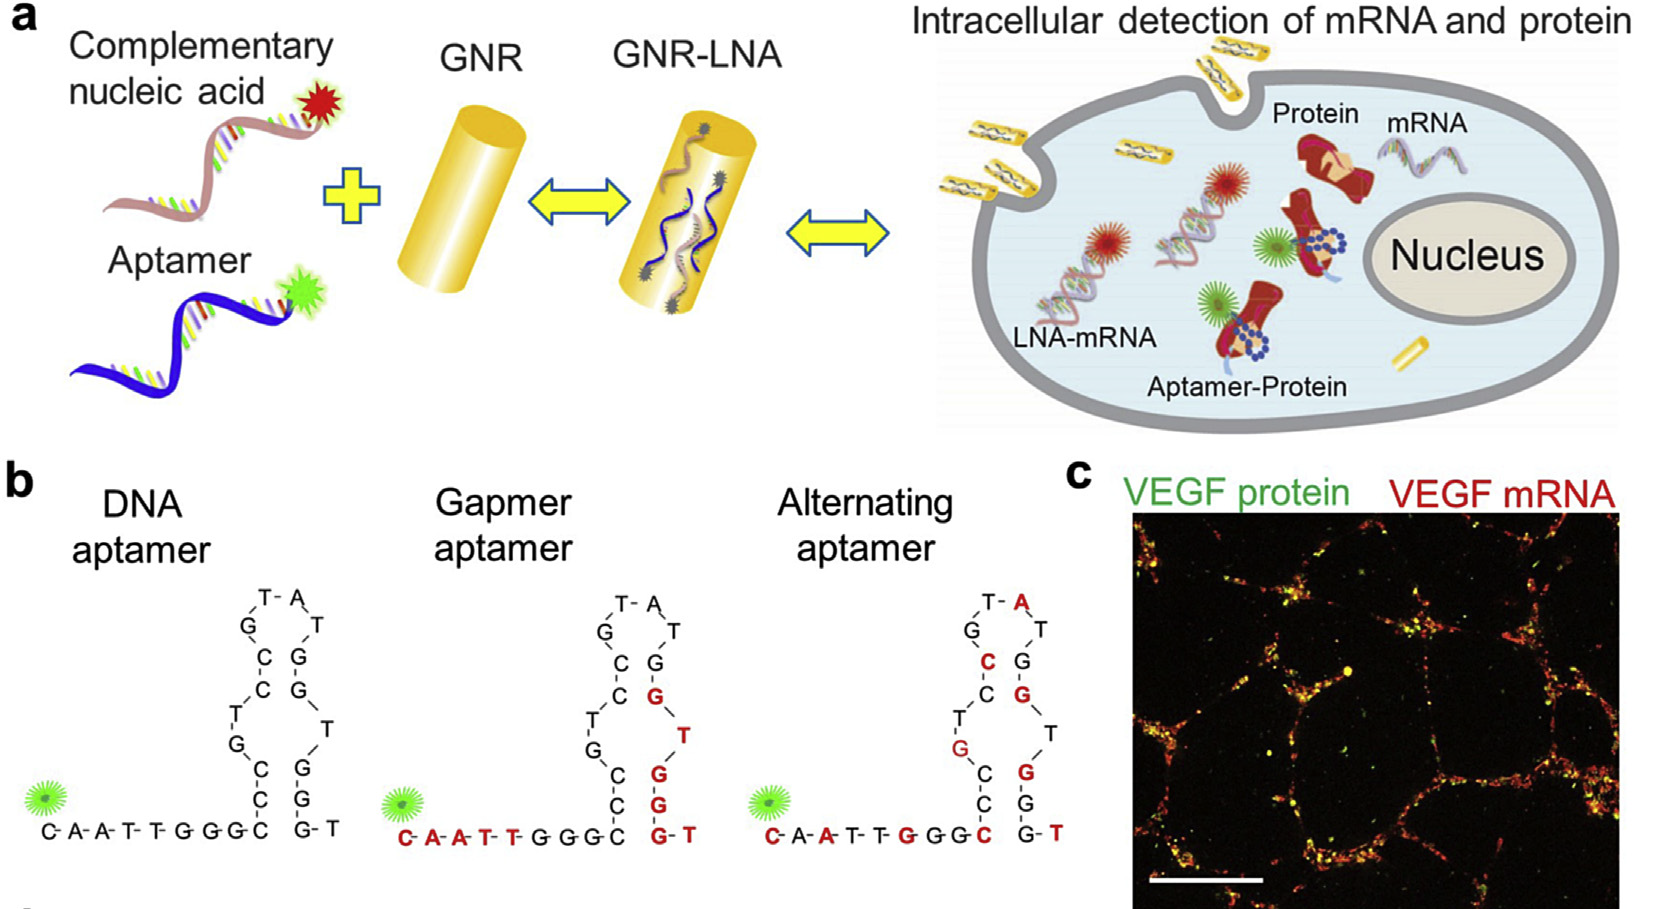 a
Complementary
nucleic acid
GNR
GNR-LNA
Intracellular detection of mRNA and protein
Protein
mRNA
Aptamer
Nucleus
LNA-mRNA
Aptamer-Protein
b
DNA
aptamer
T-A
G T
C G
C G
T T
G
C G
C G
C-A-A-T-T-G-G-G-C G-T
Gapmer
aptamer
T-A
G T
C G
C G
T T
G
C G
C G
C-A-A-T-T-G-G-G-C G-T
Alternating
aptamer
T-A
G T
C G
C G
T T
G
C G
C G
C-A-A-T-T-G-G-G-C G-T
c
VEGF protein VEGF mRNA